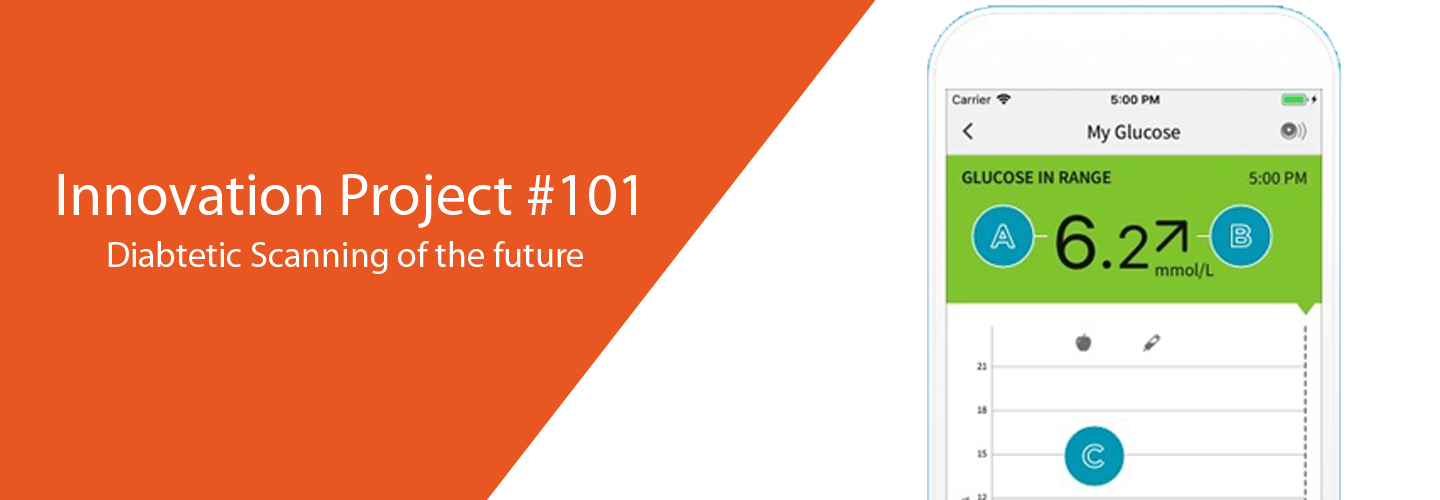 Innovation Project #101
Diabtetic Scanning of the future
Carrier 5:00 PM
My Glucose
GLUCOSE IN RANGE 5:00 PM
A 6.2 B
mmol/L
21
18
C
15
12